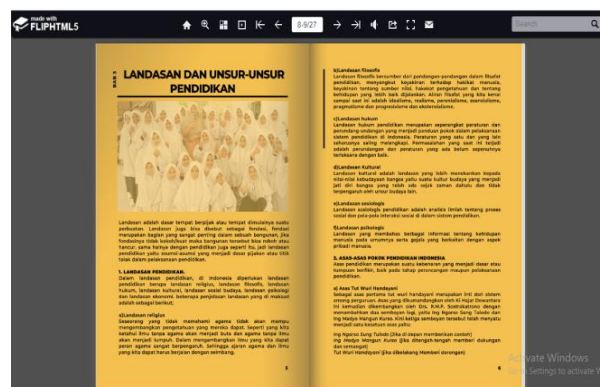 made with
FLIPHTML5
8-9/27
Search
BAB 3
LANDASAN DAN UNSUR-UNSUR
PENDIDIKAN
Landasan adalah dasar tempat berpijak atau tempat dimulainya suatu
perbuatan. Landasan juga bisa disebut sebagai fondasi, fondasi
merupakan bagian yang sangat penting dalam sebuah bangunan, jika
fondasinya tidak kokoh/kuat maka bangunan tersebut bisa roboh atau
hancur. sama halnya dengan pendidikan juga seperti itu, jadi landasan
pendidikan yaitu asumsi-asumsi yang menjadi dasar pijakan atau titik
tolak dalam pelaksanaan pendidikan.
1. LANDASAN PENDIDIKAN.
Dalam landasan pendidikan, di Indonesia diperlukan landasan
pendidikan berupa landasan religius, landasan filosofis, landasan
hukum, landasan kultural, landasan sosial budaya, landasan psikologi
dan landasan ekonomi. beberapa penjelasan landasan yang di maksud
adalah sebagai berikut;
a)Landasan religius
Seseorang yang tidak memahami agama tidak akan mampu
mengembangkan pengetahuan yang mereka dapat, seperti yang kita
ketahui ilmu tanpa agama akan menjadi buta dan agama tanpa ilmu
akan menjadi lumpuh. Dalam mengembangkan ilmu yang kita dapat
peran agama sangat berpengaruh. Sehingga ajaran agama dan ilmu
yang kita dapat harus berjalan dengan seimbang.
5
b)Landasan filosofis
Landasan filosofis bersumber dari pandangan-pandangan dalam filsafat
pendidikan, menyangkut keyakinan terhadap hakikat manusia,
keyakinan tentang sumber nilai, hakekat pengetahuan dan tentang
kehidupan yang lebih baik dijalankan. Aliran filsafat yang kita kenal
sampai saat ini adalah idealisme, realisme, perenialisme, esensialisme,
pragmatisme dan progresivisme dan eksistensialisme.
c)Landasan hukum
Landasan hukum pendidikan merupakan seperangkat peraturan dan
perundang-undangan yang menjadi panduan pokok dalam pelaksanaan
sistem pendidikan di Indonesia. Peraturan yang satu dan yang lain
seharusnya saling melengkapi. Permasalahan yang saat ini terjadi
adalah perundangan dan peraturan yang ada belum sepenuhnya
terlaksana dengan baik.
d)Landasan Kultural
Landasan kultural adalah landasan yang lebih menekankan kepada
nilai-nilai kebudayaan bangsa yaitu suatu kultur budaya yang menjadi
jati diri bangsa yang telah ada sejak zaman dahulu dan tidak
terpengaruh oleh unsur budaya lain.
e)Landasan sosiologis
Landasan sosiologis pendidikan adalah analisis ilmiah tentang proses
sosial dan pola-pola interaksi sosial di dalam sistem pendidikan.
f)Landasan psikologis
Landasan yang membahas berbagai informasi tentang kehidupan
manusia pada umumnya serta gejala yang berkaitan dengan aspek
pribadi manusia.
2. ASAS-ASAS POKOK PENDIDIKAN INDONESIA
Asas pendidikan merupakan suatu kebenaran yang menjadi dasar atau
tumpuan berfikir, baik pada tahap perancangan maupun pelaksanaan
pendidikan.
a) Asas Tut Wuri Handayani
Sebagai asas pertama tut wuri handayani merupakan inti dari sistem
among perguruan. Asas yang dikumandangkan oleh Ki Hajar Dewantara
ini kemudian dikembangkan oleh Drs. R.M.P. Sostrokartono dengan
menambahkan dua semboyan lagi, yaitu Ing Ngarso Sung Tulodo dan
Ing Madyo Mangun Karso. Kini ketiga semboyan tersebut telah menyatu
menjadi satu kesatuan asas yaitu:
Ing Ngarso Sung Tulodo (Jika di depan memberikan contoh)
Ing Madyo Mangun Karso (jika ditengah-tengah memberi dukungan
dan semangat)
Tut Wuri Handayani (jika dibelakang Memberi dorongan)
6
Activate Windows
Settings to activate W